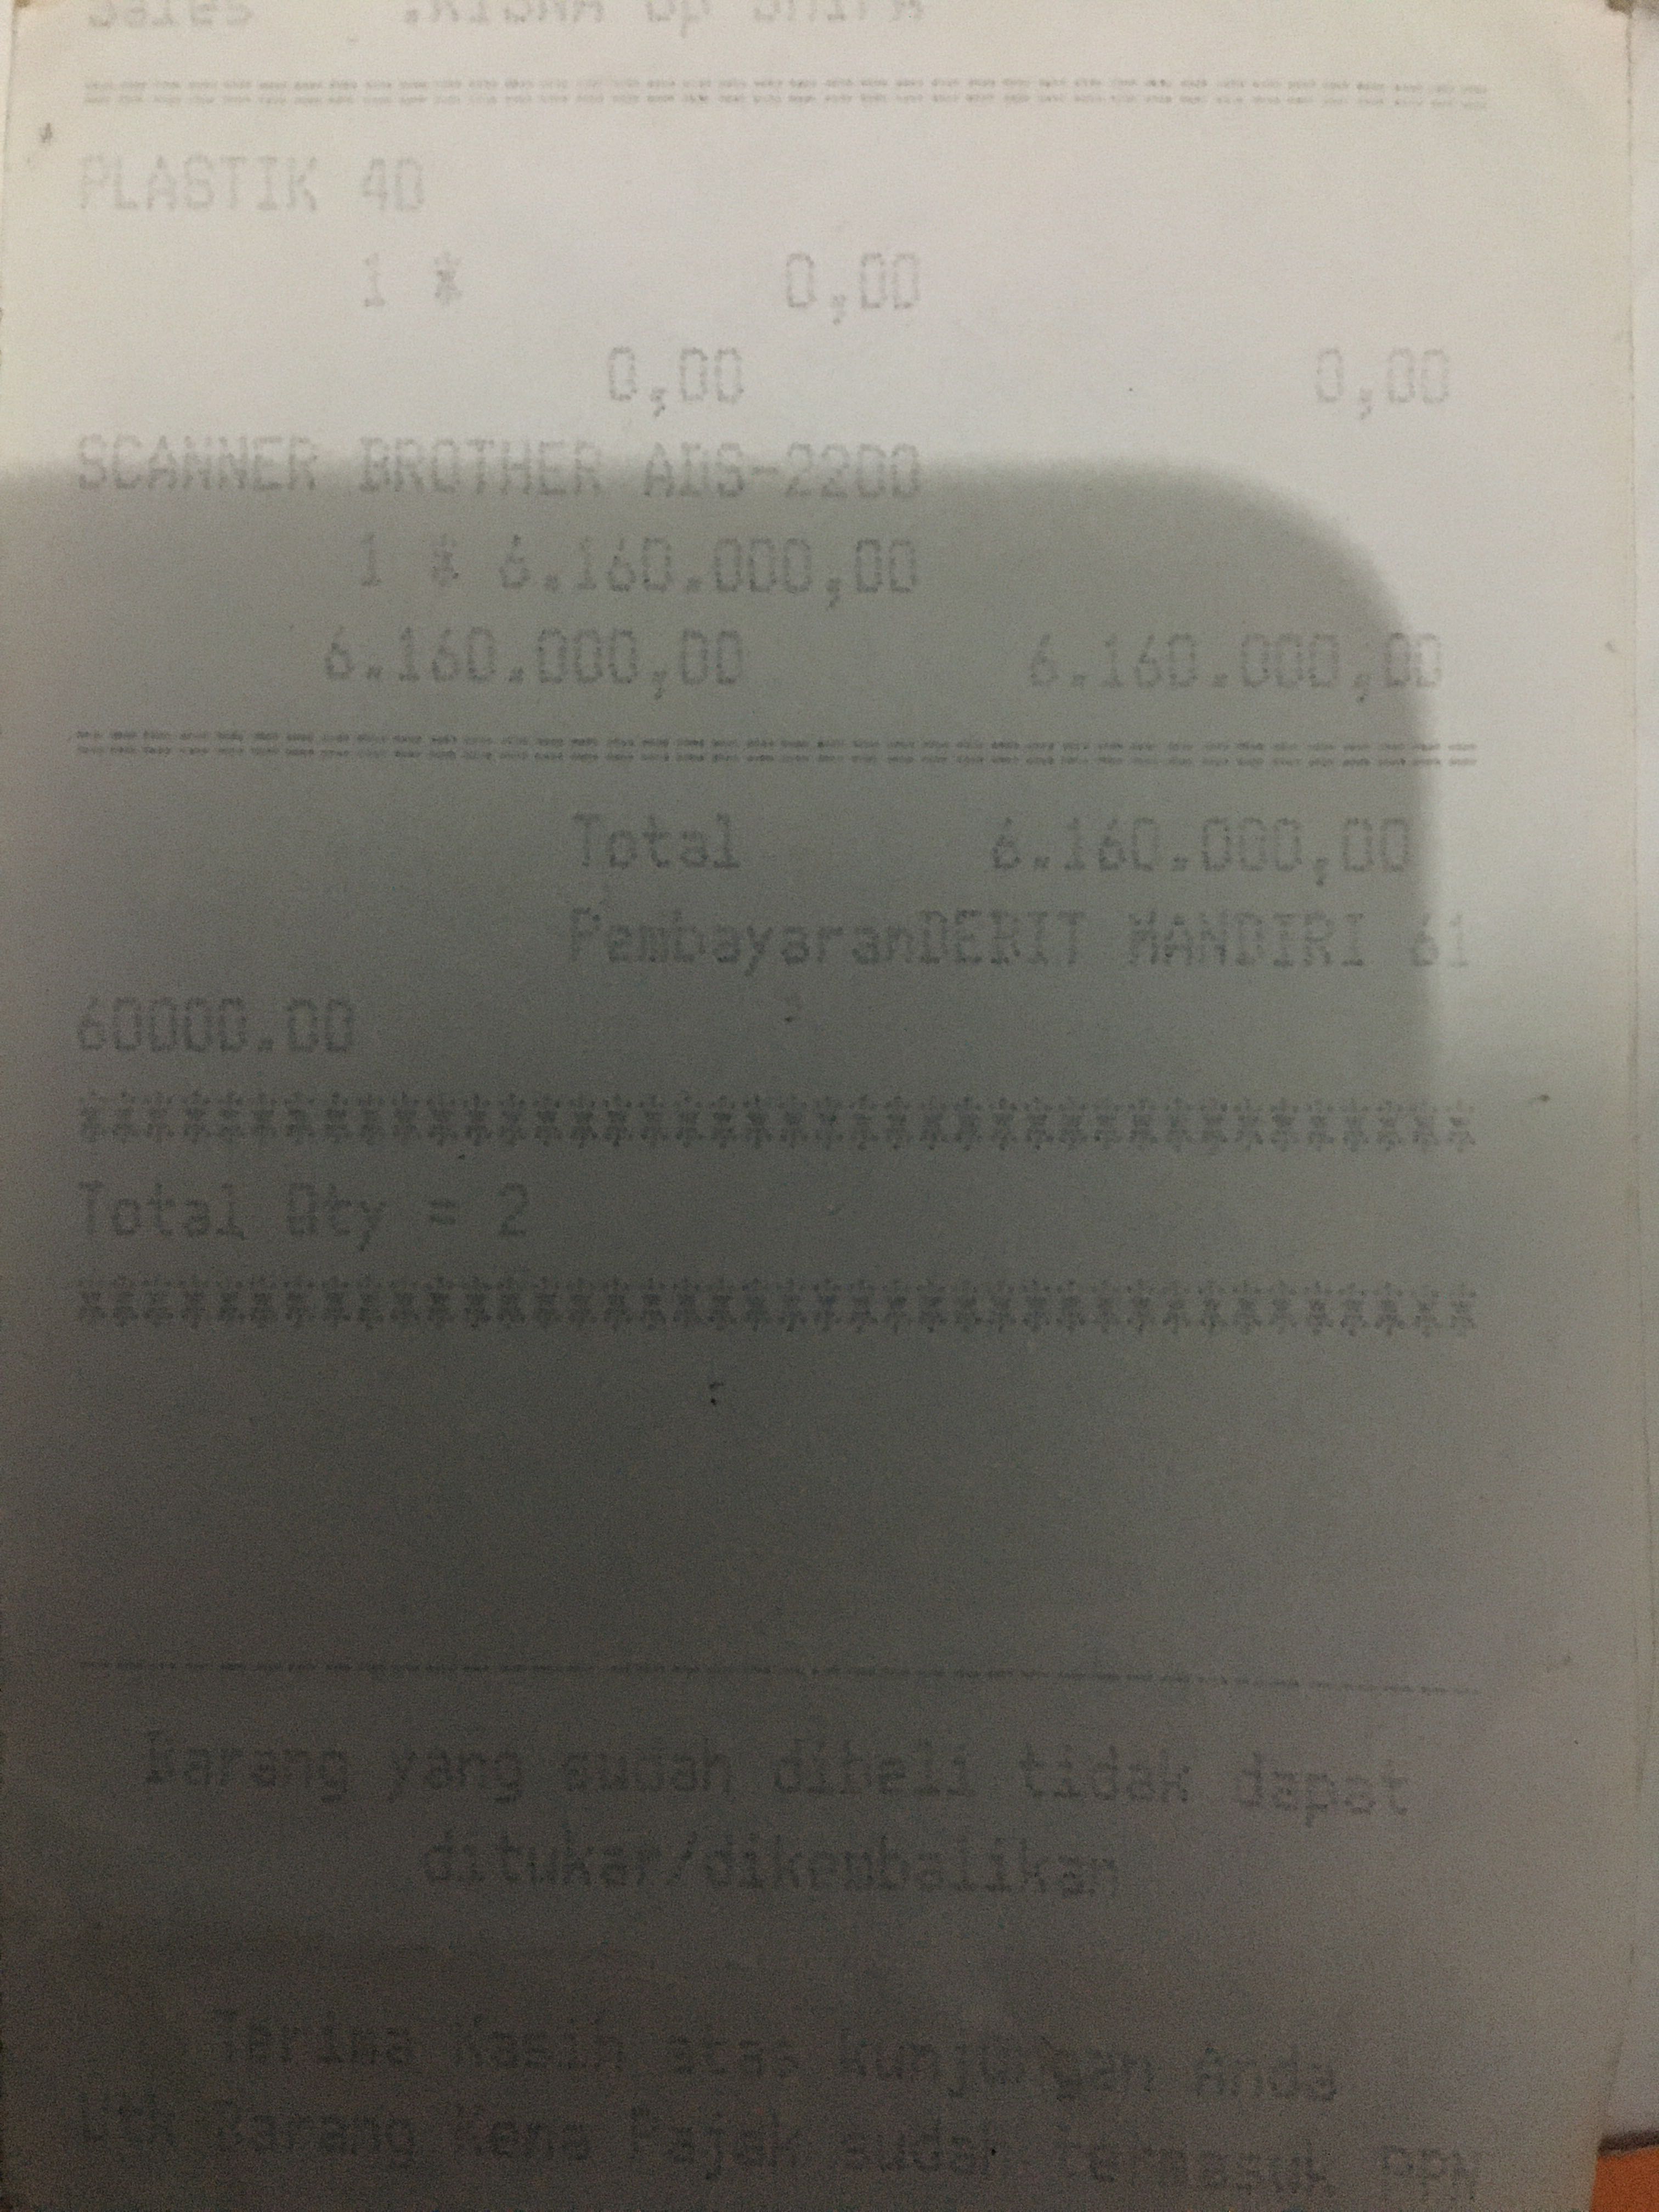 Sales
PLASTIK 40
1 * 0,00
0,00 0,00
SCANNER BROTHER ADS-2200
1 * 6.160.000,00
6.160.000,00 6.160.000,00
Total 6.160.000,00
PembayaranDEBIT MANDIRI 61
60000.00
***************************************
Total Qty = 2
***************************************
Barang yang sudah dibeli tidak dapat
ditukar/dikembalikan
Terima Kasih atas kunjungan Anda
Utk Barang Kena Pajak sudah termasuk PPN